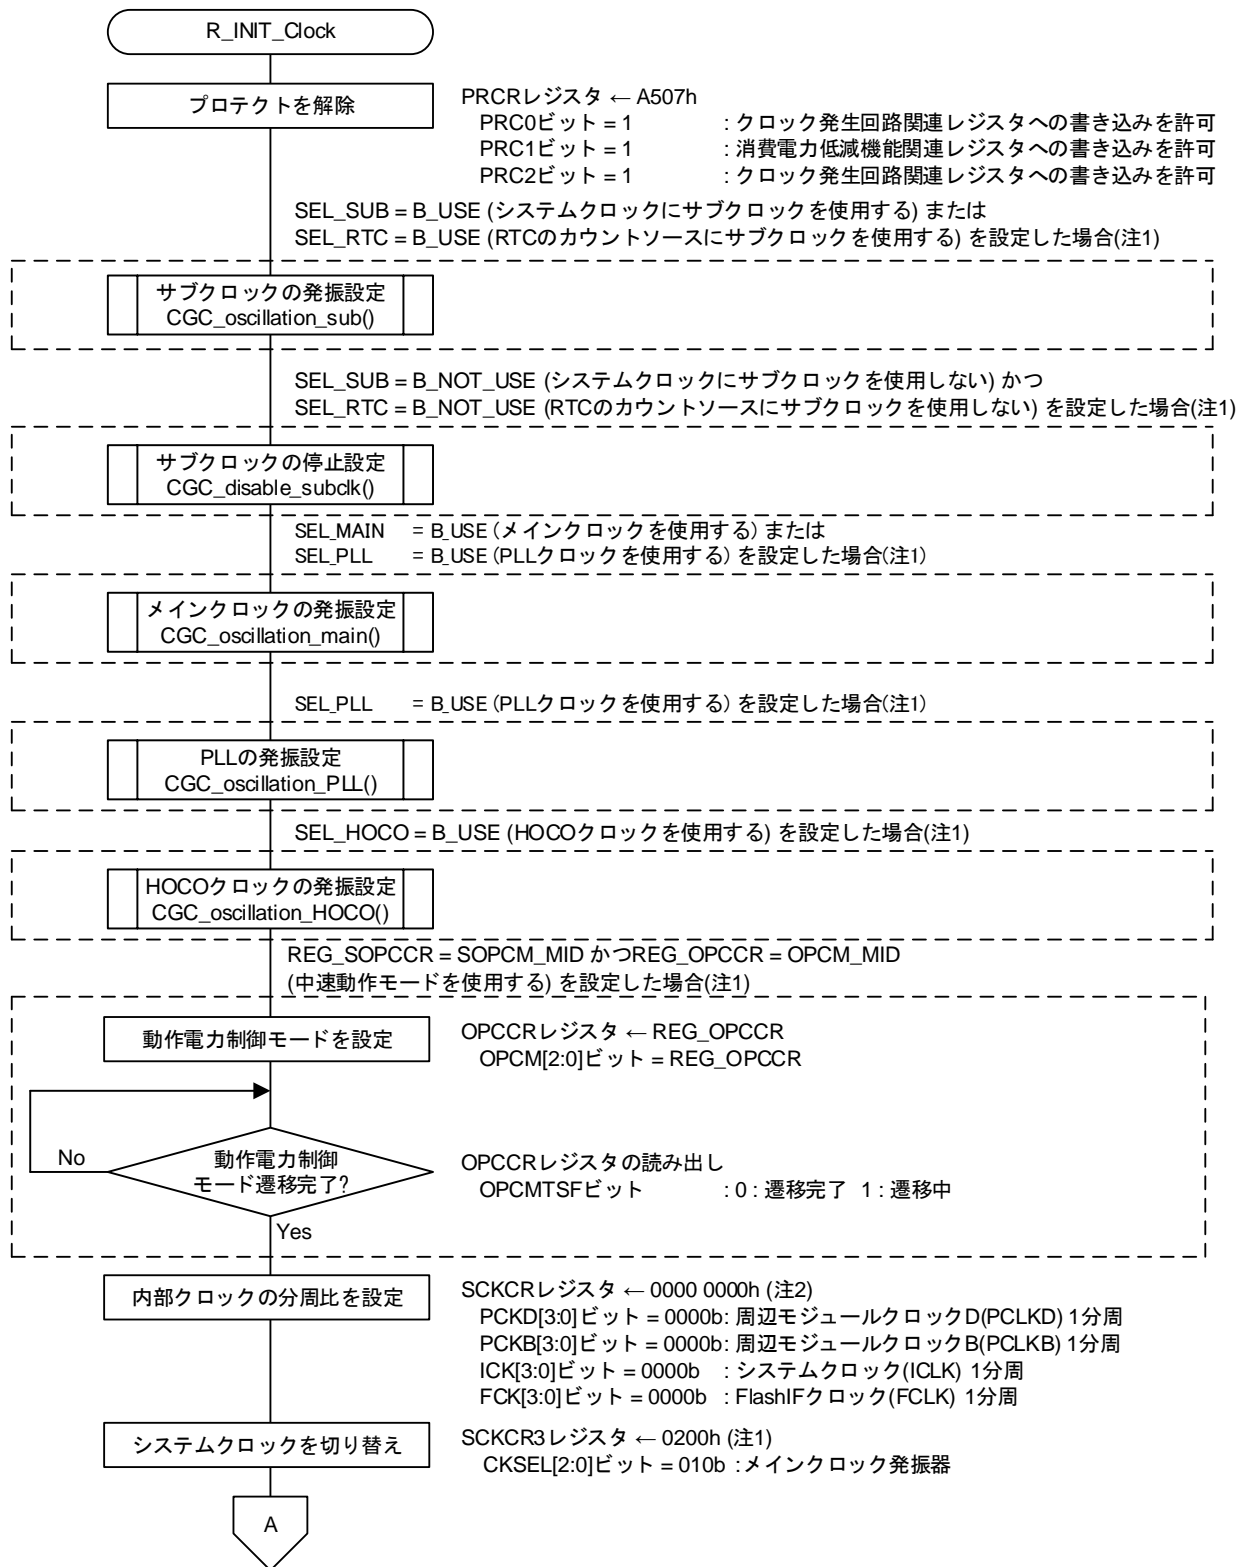 R_INIT_Clock
プロテクトを解除
PRCRレジスタ ← A507h
PRC0ビット = 1 : クロック発生回路関連レジスタへの書き込みを許可
PRC1ビット = 1 : 消費電力低減機能関連レジスタへの書き込みを許可
PRC2ビット = 1 : クロック発生回路関連レジスタへの書き込みを許可
SEL_SUB = B_USE (システムクロックにサブクロックを使用する) または
SEL_RTC = B_USE (RTCのカウントソースにサブクロックを使用する) を設定した場合(注1)
サブクロックの発振設定
CGC_oscillation_sub()
SEL_SUB = B_NOT_USE (システムクロックにサブクロックを使用しない) かつ
SEL_RTC = B_NOT_USE (RTCのカウントソースにサブクロックを使用しない) を設定した場合(注1)
サブクロックの停止設定
CGC_disable_subclk()
SEL_MAIN = B_USE (メインクロックを使用する) または
SEL_PLL = B_USE (PLLクロックを使用する) を設定した場合(注1)
メインクロックの発振設定
CGC_oscillation_main()
SEL_PLL = B_USE (PLLクロックを使用する) を設定した場合(注1)
PLLの発振設定
CGC_oscillation_PLL()
SEL_HOCO = B_USE (HOCOクロックを使用する) を設定した場合(注1)
HOCOクロックの発振設定
CGC_oscillation_HOCO()
REG_SOPCCR = SOPCM_MID かつREG_OPCCR = OPCM_MID
(中速動作モードを使用する) を設定した場合(注1)
動作電力制御モードを設定
OPCCRレジスタ ← REG_OPCCR
OPCM[2:0]ビット = REG_OPCCR
No
動作電力制御
モード遷移完了?
OPCCRレジスタの読み出し
OPCMTSFビット : 0 : 遷移完了 1 : 遷移中
Yes
内部クロックの分周比を設定
SCKCRレジスタ ← 0000 0000h (注2)
PCKD[3:0]ビット = 0000b: 周辺モジュールクロックD(PCLKD) 1分周
PCKB[3:0]ビット = 0000b: 周辺モジュールクロックB(PCLKB) 1分周
ICK[3:0]ビット = 0000b : システムクロック(ICLK) 1分周
FCK[3:0]ビット = 0000b : FlashIFクロック(FCLK) 1分周
システムクロックを切り替え
SCKCR3レジスタ ← 0200h (注1)
CKSEL[2:0]ビット = 010b : メインクロック発振器
A